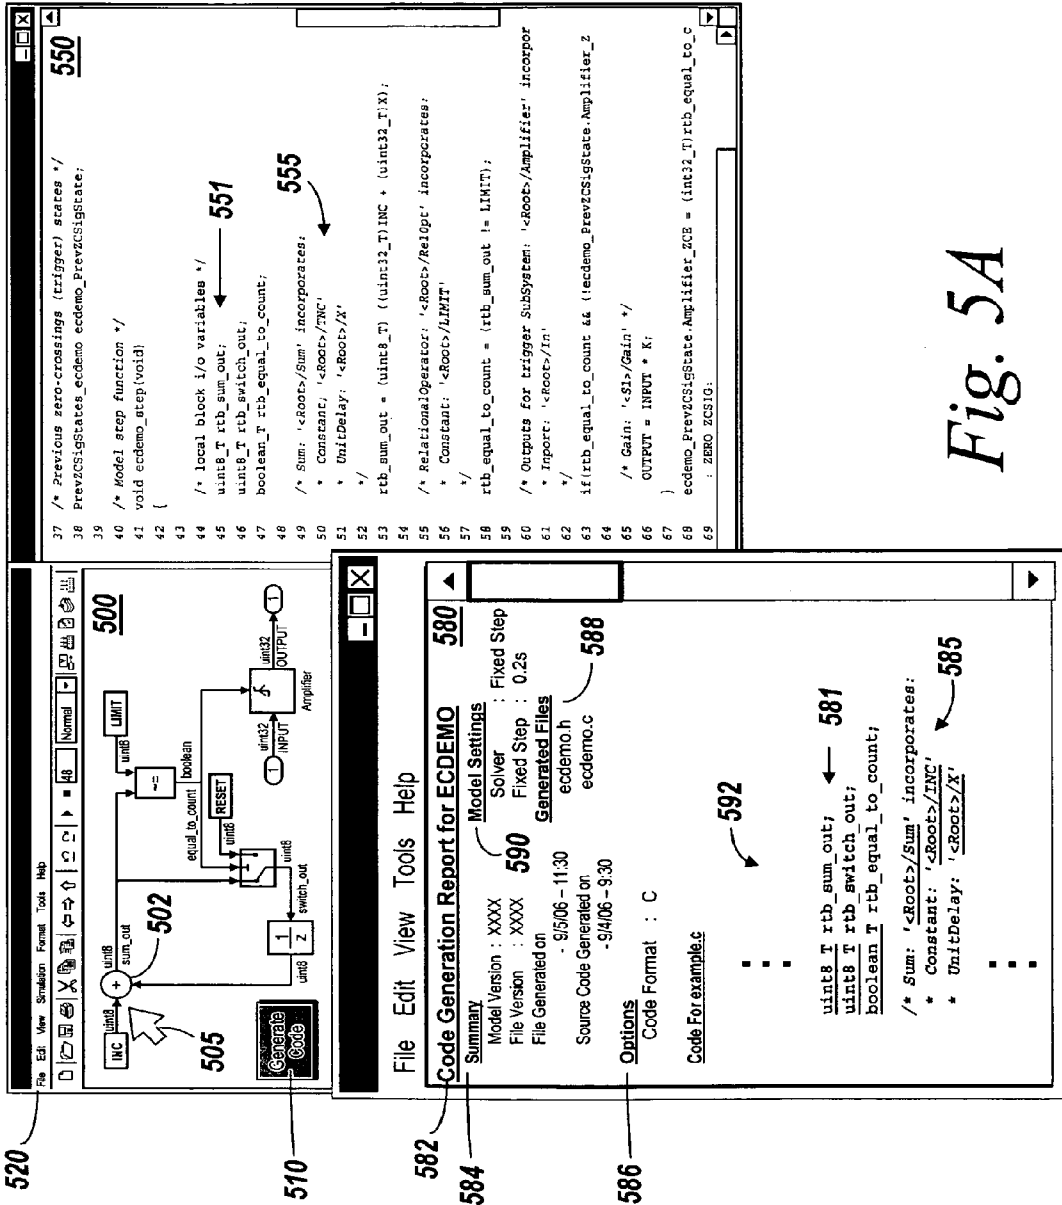 520
File Edit View Simulation Format Tools Help
48
Normal
500
INC
uint8
+
502
505
uint8
sum_out
LIMIT
uint8
~=
boolean
equal_to_count
RESET
uint8
uint8
switch_out
1
z
uint8
1
uint32
INPUT
Amplifier
uint32
OUTPUT
1
Generate
Code
510
550
37 /* Previous zero-crossings (trigger) states */
38 PrevZCSigStates_ecdemo ecdemo_PrevZCSigState;
39
40 /* Model step function */
41 void ecdemo_step(void)
42 {
43
44 /* local block i/o variables */
45 uint8_T rtb_sum_out;
46 uint8_T rtb_switch_out;
47 boolean_T rtb_equal_to_count;
48
49 /* Sum: '<Root>/Sum' incorporates:
50 * Constant; '<Root>/TNC'
51 * UnitDelay: '<Root>/X'
52 */
53 rtb_sum_out = (uint8_T) ((uint32_T)INC + (uint32_T)X);
54
55 /* RelationalOperator: '<Root>/RelOpt' incorporates:
56 * Constant: '<Root>/LIMIT'
57 */
58 rtb_equal_to_count = (rtb_sum_out != LIMIT);
59
60 /* Outputs for trigger SubSystem: '<Root>/Amplifier' incorpor
61 * Inport: '<Root>/In'
62 */
63 if(rtb_equal_to_count && (!ecdemo_PrevZCSigState.Amplifier_Z
64
65 /* Gain: '<S1>/Gain' */
66 OUTPUT = INPUT * K;
67 }
68 ecdemo_PrevZCSigState.Amplifier_ZCE = (int32_T)rtb_equal_to_c
69 : ZERO ZCSIG:
551
555
File Edit View Tools Help
580
582
Code Generation Report for ECDEMO
584
Summary
Model Version : XXXX
File Version : XXXX
File Generated on
- 9/5/06 – 11:30
Source Code Generated on
- 9/4/06 – 9:30
590
Model Settings
Solver : Fixed Step
Fixed Step : 0.2s
Generated Files
ecdemo.h
ecdemo.c
588
586
Options
Code Format : C
Code For example.c
592
uint8 T rtb_sum_out;
uint8 T rtb_switch_out;
boolean T rtb_equal_to_count;
581
/* Sum: '<Root>/Sum' incorporates:
* Constant: '<Root>/INC'
* UnitDelay: '<Root>/X'
585
Fig. 5A